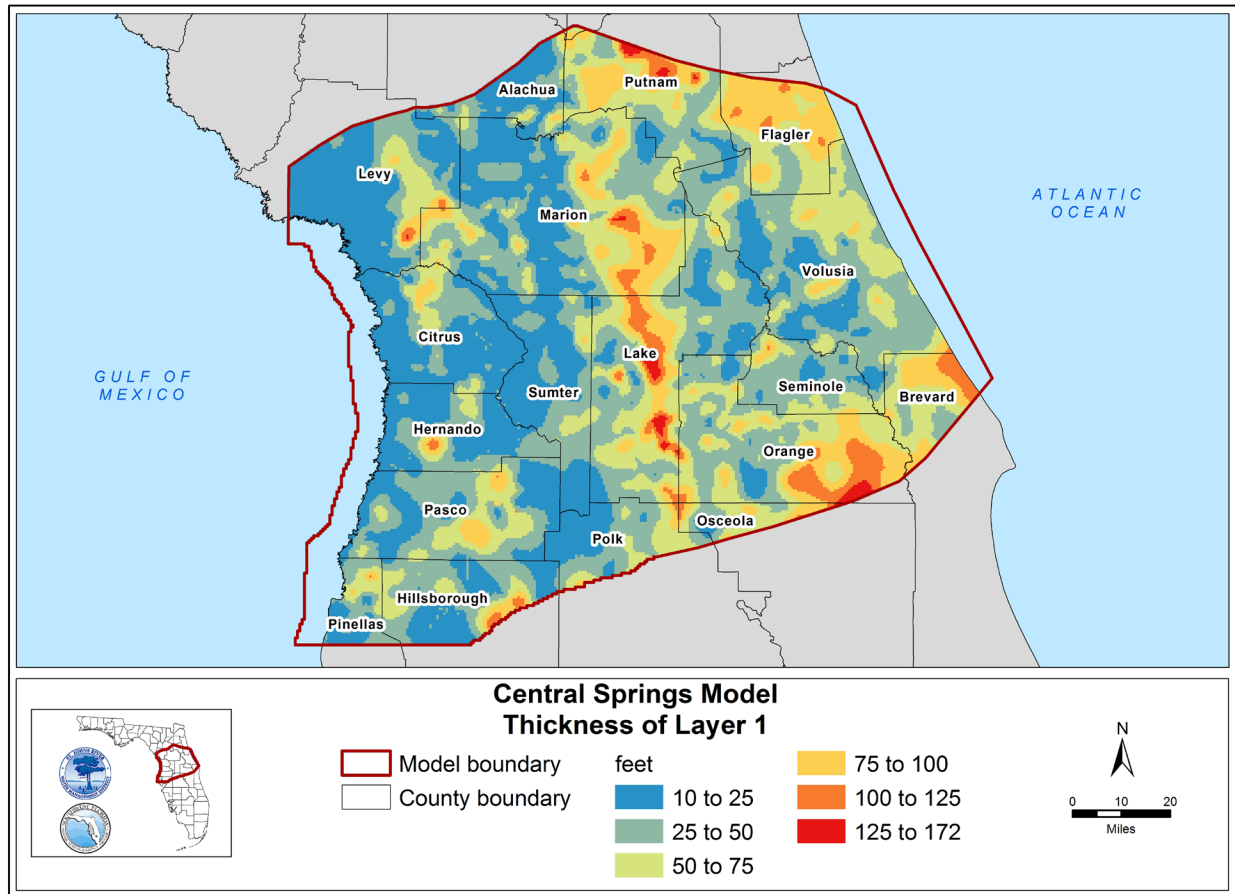 Alachua
Putnam
Flagler
Levy
Marion
ATLANTIC
OCEAN
Volusia
Citrus
Lake
GULF OF
MEXICO
Sumter
Seminole
Brevard
Hernando
Orange
Pasco
Osceola
Polk
Hillsborough
Pinellas
Central Springs Model
Thickness of Layer 1
Model boundary
County boundary
feet
10 to 25
25 to 50
50 to 75
75 to 100
100 to 125
125 to 172
N
0 10 20
Miles